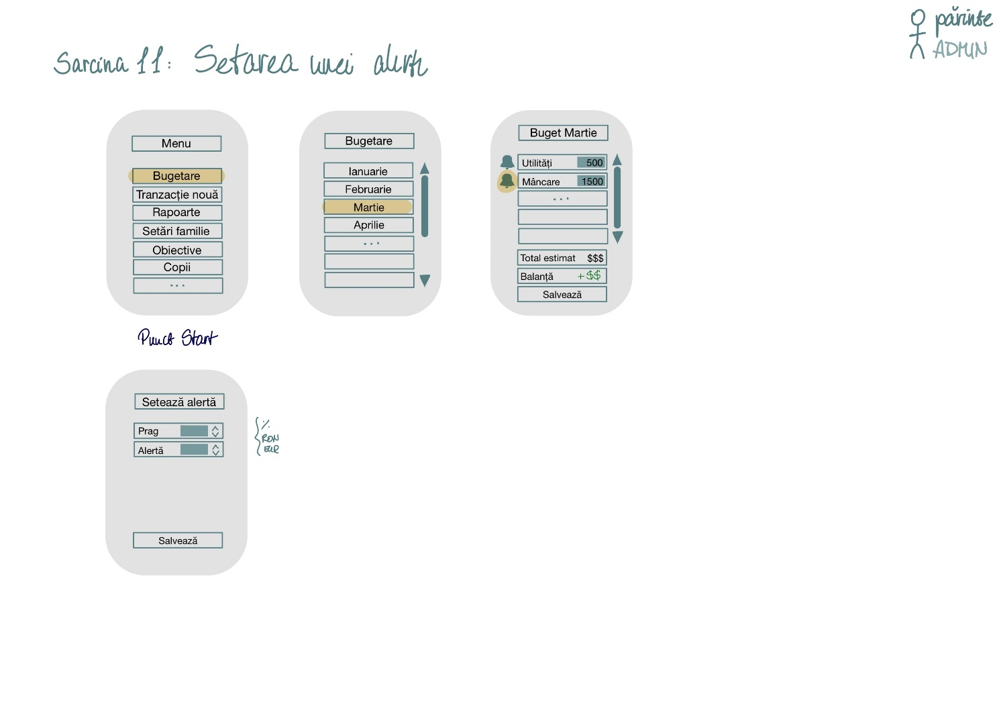 părinte
ADMIN
Sarcina 11: Setarea unei alerte
Menu
Bugetare
Tranzacție nouă
Rapoarte
Setări familie
Obiective
Copii
...
Punct Start
Bugetare
Ianuarie
Februarie
Martie
Aprilie
...
Buget Martie
Utilități 500
Mâncare 1500
...
Total estimat $$$
Balanță +$$
Salvează
Setează alertă
Prag
Alertă
%
RON
EUR
Salvează